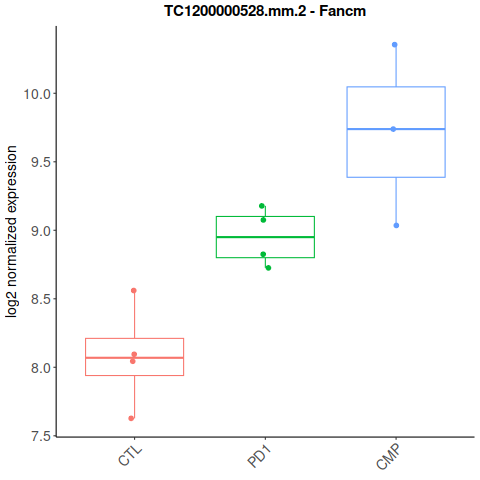 TC1200000528.mm.2 - Fancm
log2 normalized expression
10.0
9.5
9.0
8.5
8.0
7.5
CTL
PD1
CMP